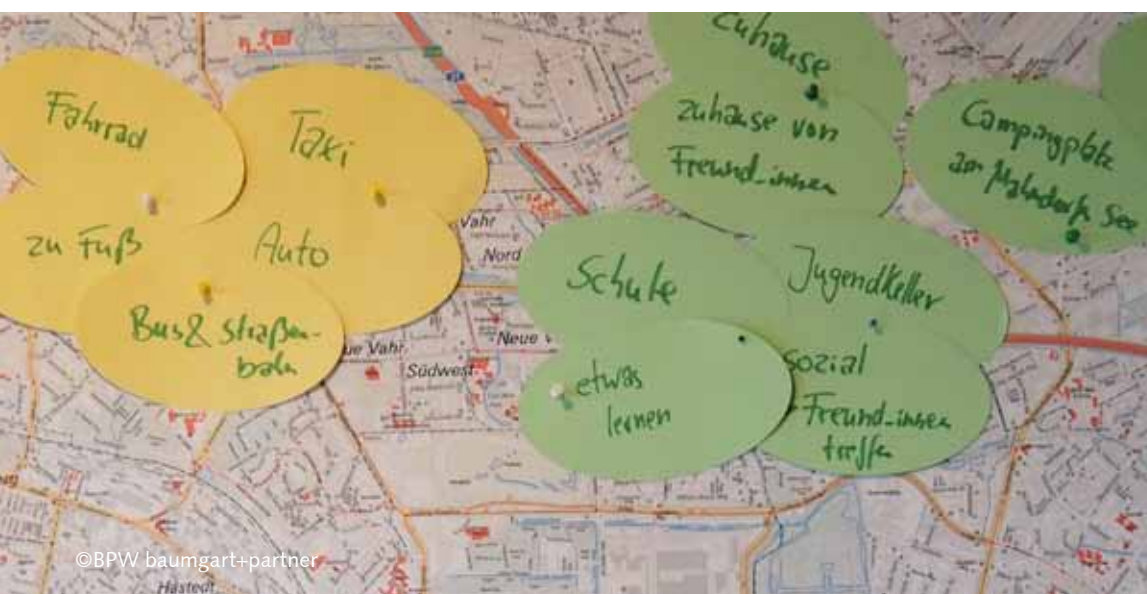 Fahrrad
Taxi
zu Fuß
Auto
Bus & Straßen-
bahn
Zuhause
zuhause von
Freund_innen
Campingplatz
am Mahndorfer See
Schule
Jugendkeller
etwas
lernen
sozial
Freund_innen
treffen
Vahr
Nord
Neue
ue Vahr
Südwest
Hastedt
©BPW baumgart+partner